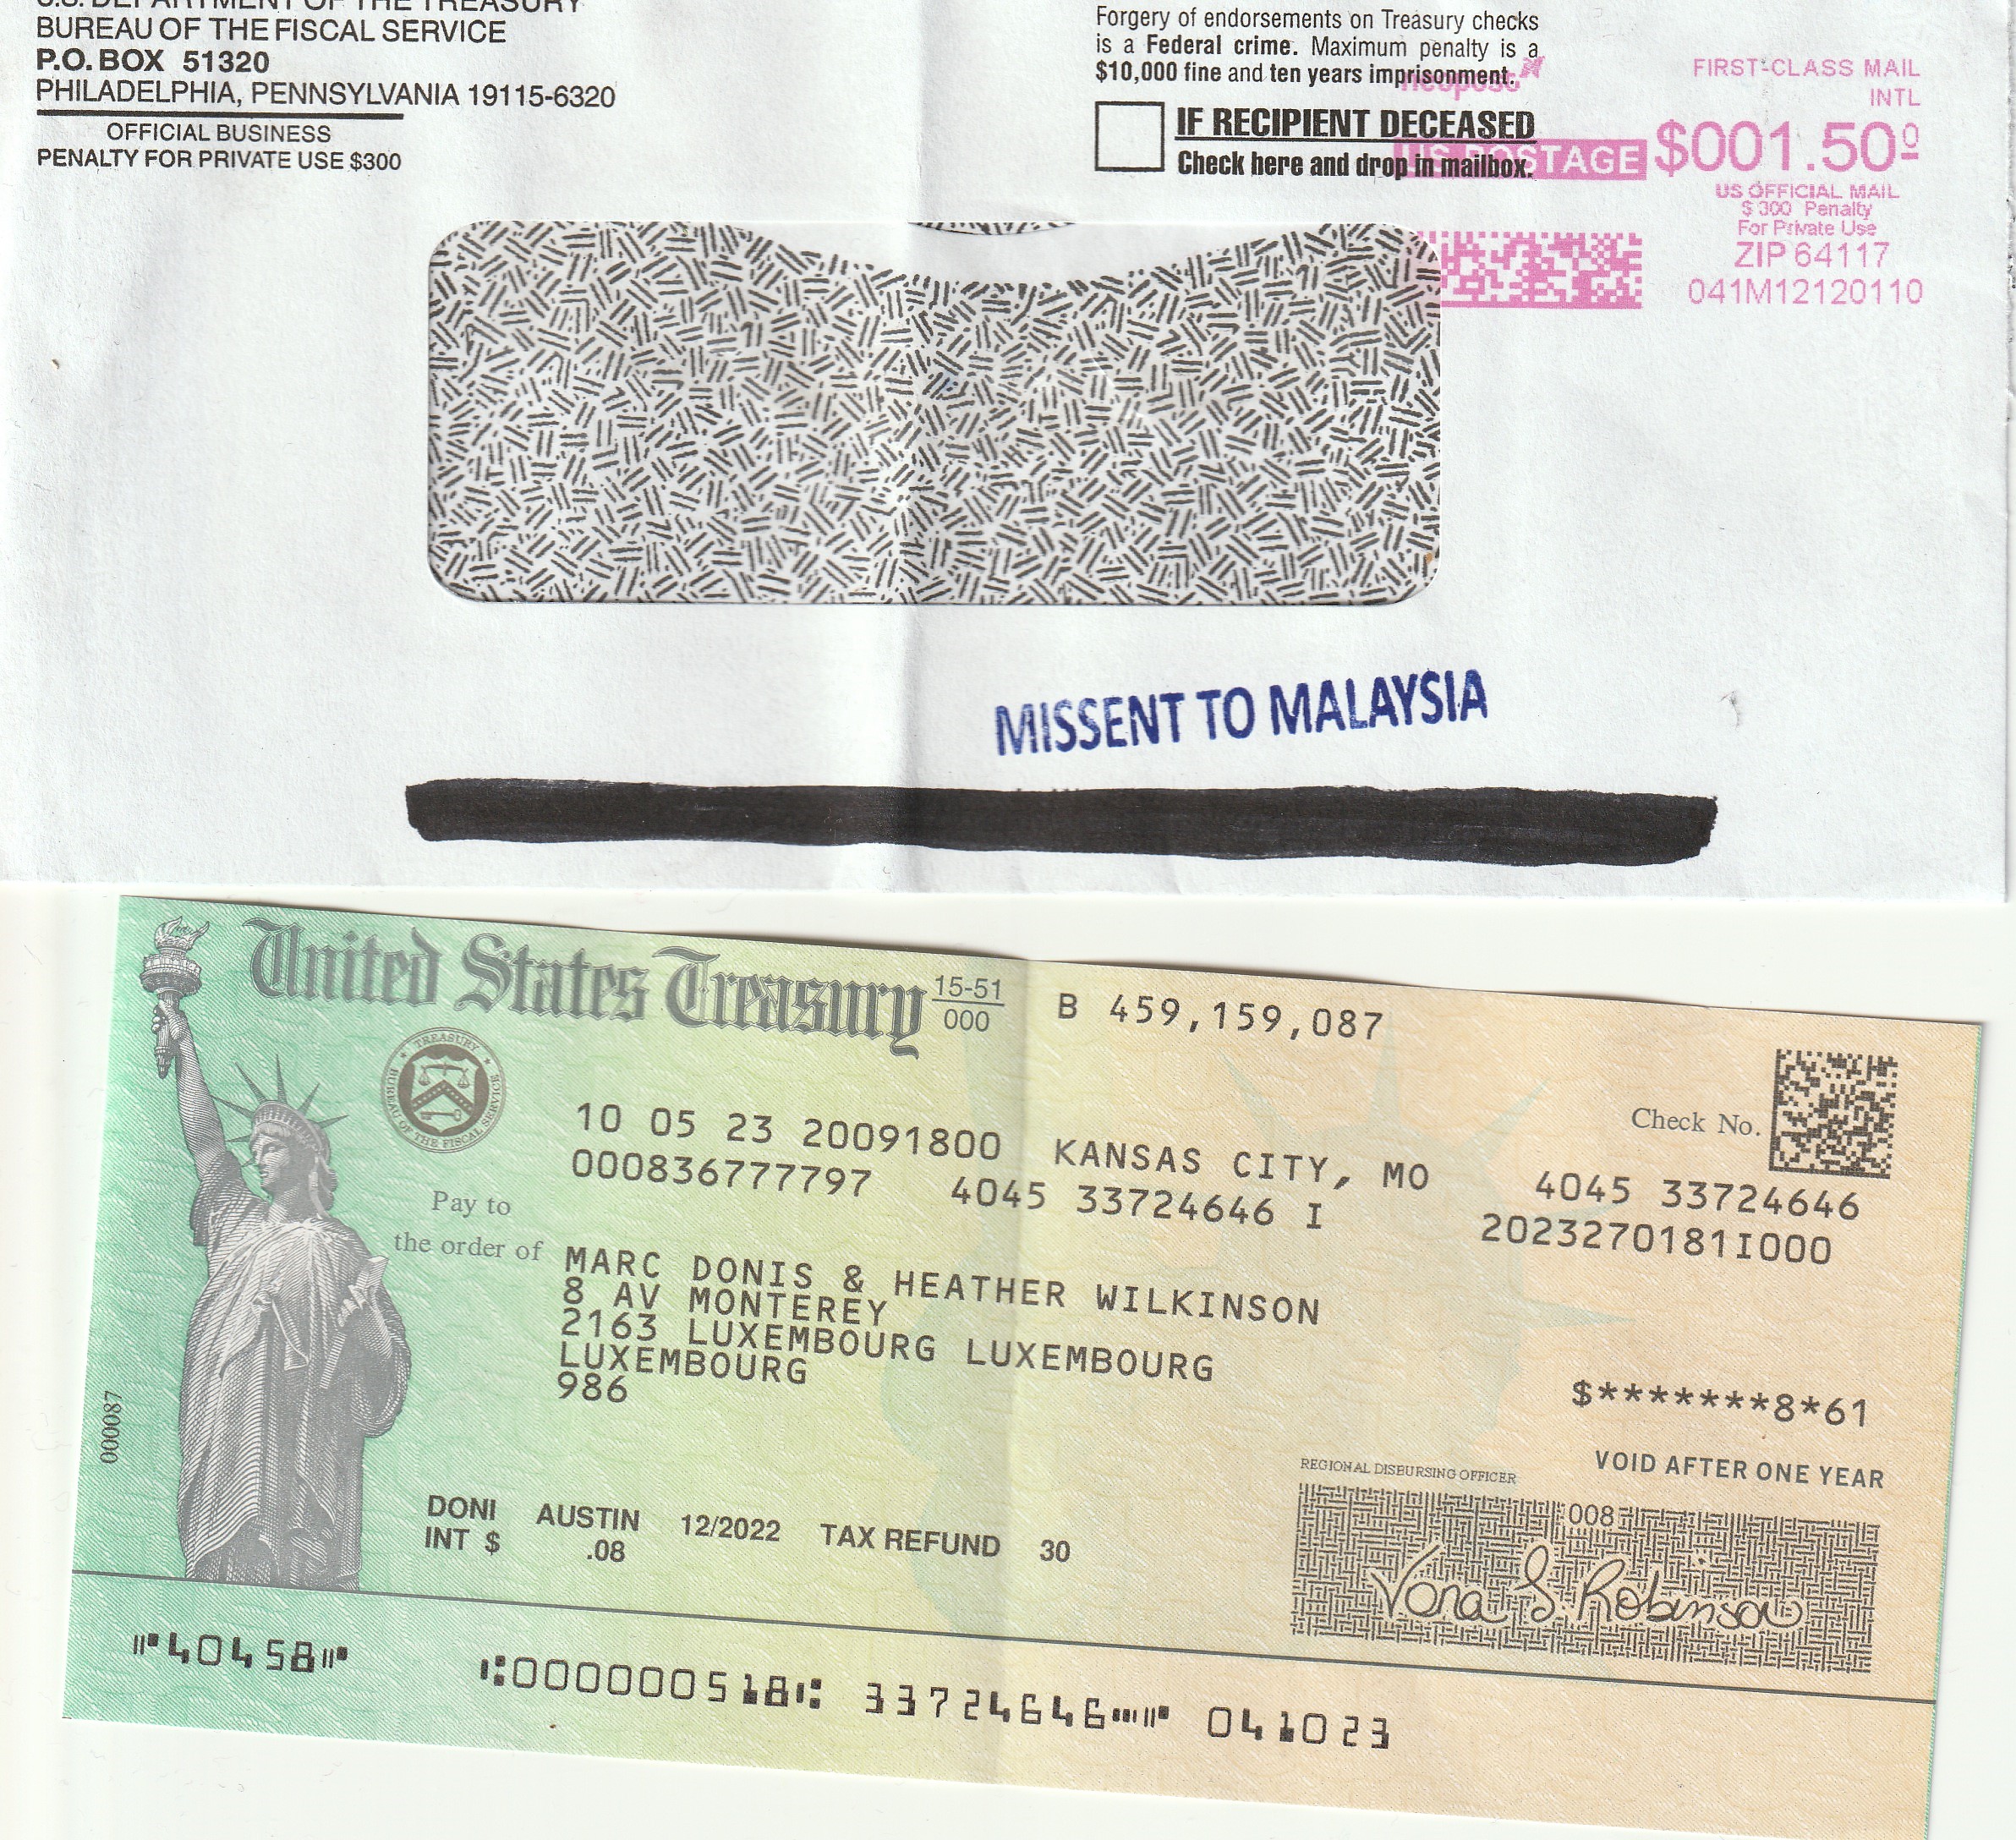 U.S. DEPARTMENT OF THE TREASURY
BUREAU OF THE FISCAL SERVICE
P.O. BOX 51320
PHILADELPHIA, PENNSYLVANIA 19115-6320
OFFICIAL BUSINESS
PENALTY FOR PRIVATE USE $300
Forgery of endorsements on Treasury checks
is a Federal crime. Maximum penalty is a
$10,000 fine and ten years imprisonment.
IF RECIPIENT DECEASED
Check here and drop in mailbox.
neopost
FIRST-CLASS MAIL
INTL
US POSTAGE $001.50⁰
US OFFICIAL MAIL
$ 300 Penalty
For Private Use
ZIP 64117
041M12120110
MISSENT TO MALAYSIA
United States Treasury
15-51
000
B 459,159,087
TREASURY
BUREAU OF THE FISCAL SERVICE
Check No.
10 05 23 20091800 KANSAS CITY, MO
000836777797 4045 33724646 I
4045 33724646
2023270181I000
Pay to
the order of
MARC DONIS & HEATHER WILKINSON
8 AV MONTEREY
2163 LUXEMBOURG LUXEMBOURG
LUXEMBOURG
986
$*******8*61
VOID AFTER ONE YEAR
000087
REGIONAL DISBURSING OFFICER
008
Vona S. Robinson
DONI AUSTIN 12/2022 TAX REFUND 30
INT $ .08
⑈40458⑈ ⑆000000518⑆ 33724646⑉⑈ 041023